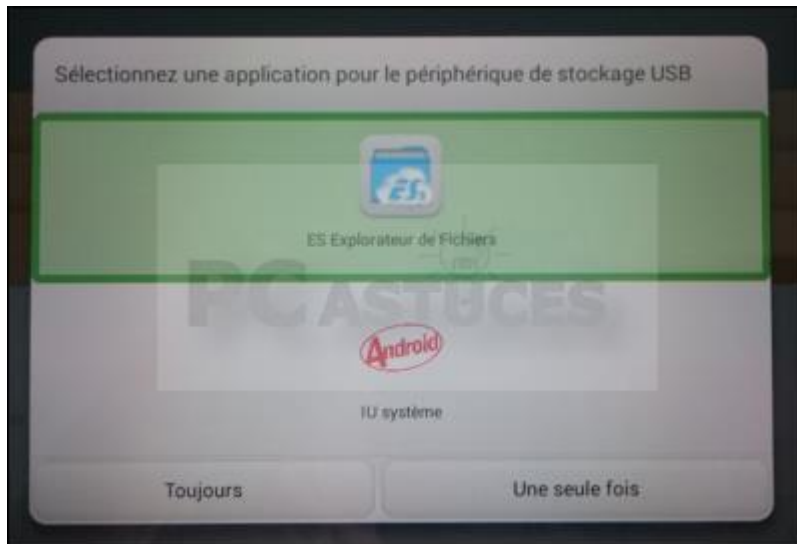 Sélectionnez une application pour le périphérique de stockage USB
ES
ES Explorateur de Fichiers
PC ASTUCES
Android
IU système
Toujours
Une seule fois